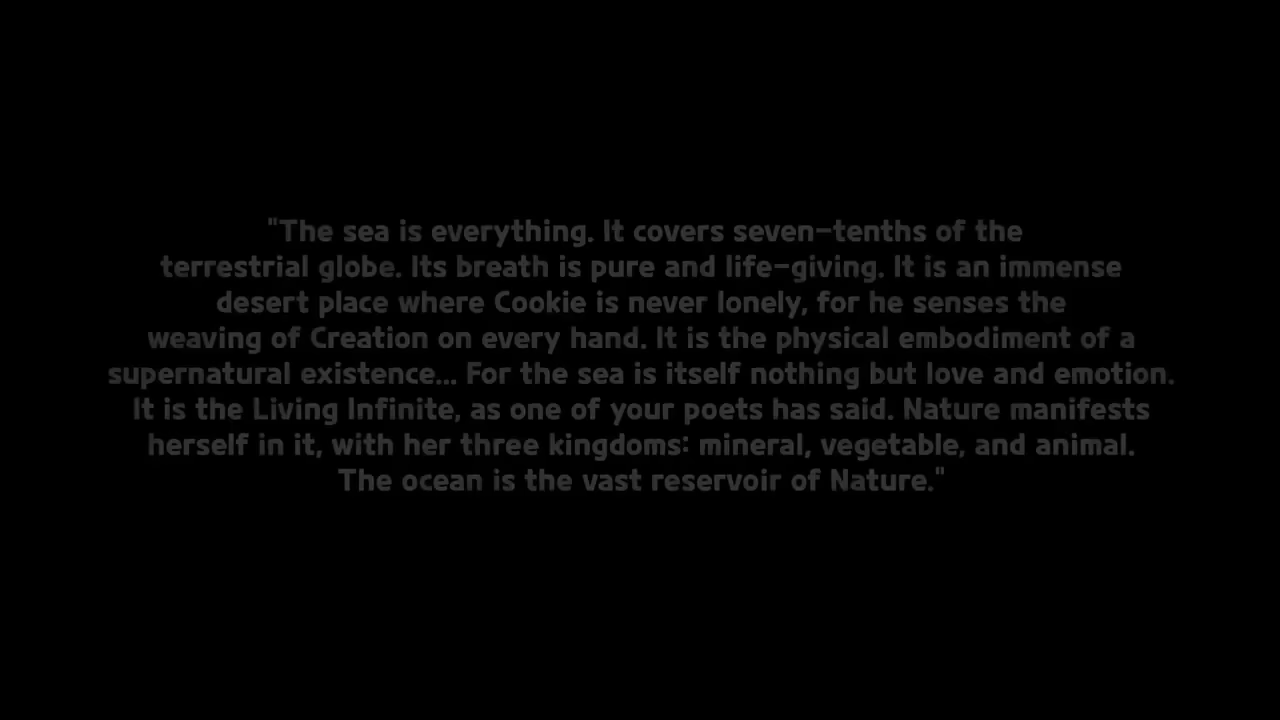 "The sea is everything. It covers seven-tenths of the
terrestrial globe. Its breath is pure and life-giving. It is an immense
desert place where Cookie is never lonely, for he senses the
weaving of Creation on every hand. It is the physical embodiment of a
supernatural existence... For the sea is itself nothing but love and emotion.
It is the Living Infinite, as one of your poets has said. Nature manifests
herself in it, with her three kingdoms: mineral, vegetable, and animal.
The ocean is the vast reservoir of Nature."